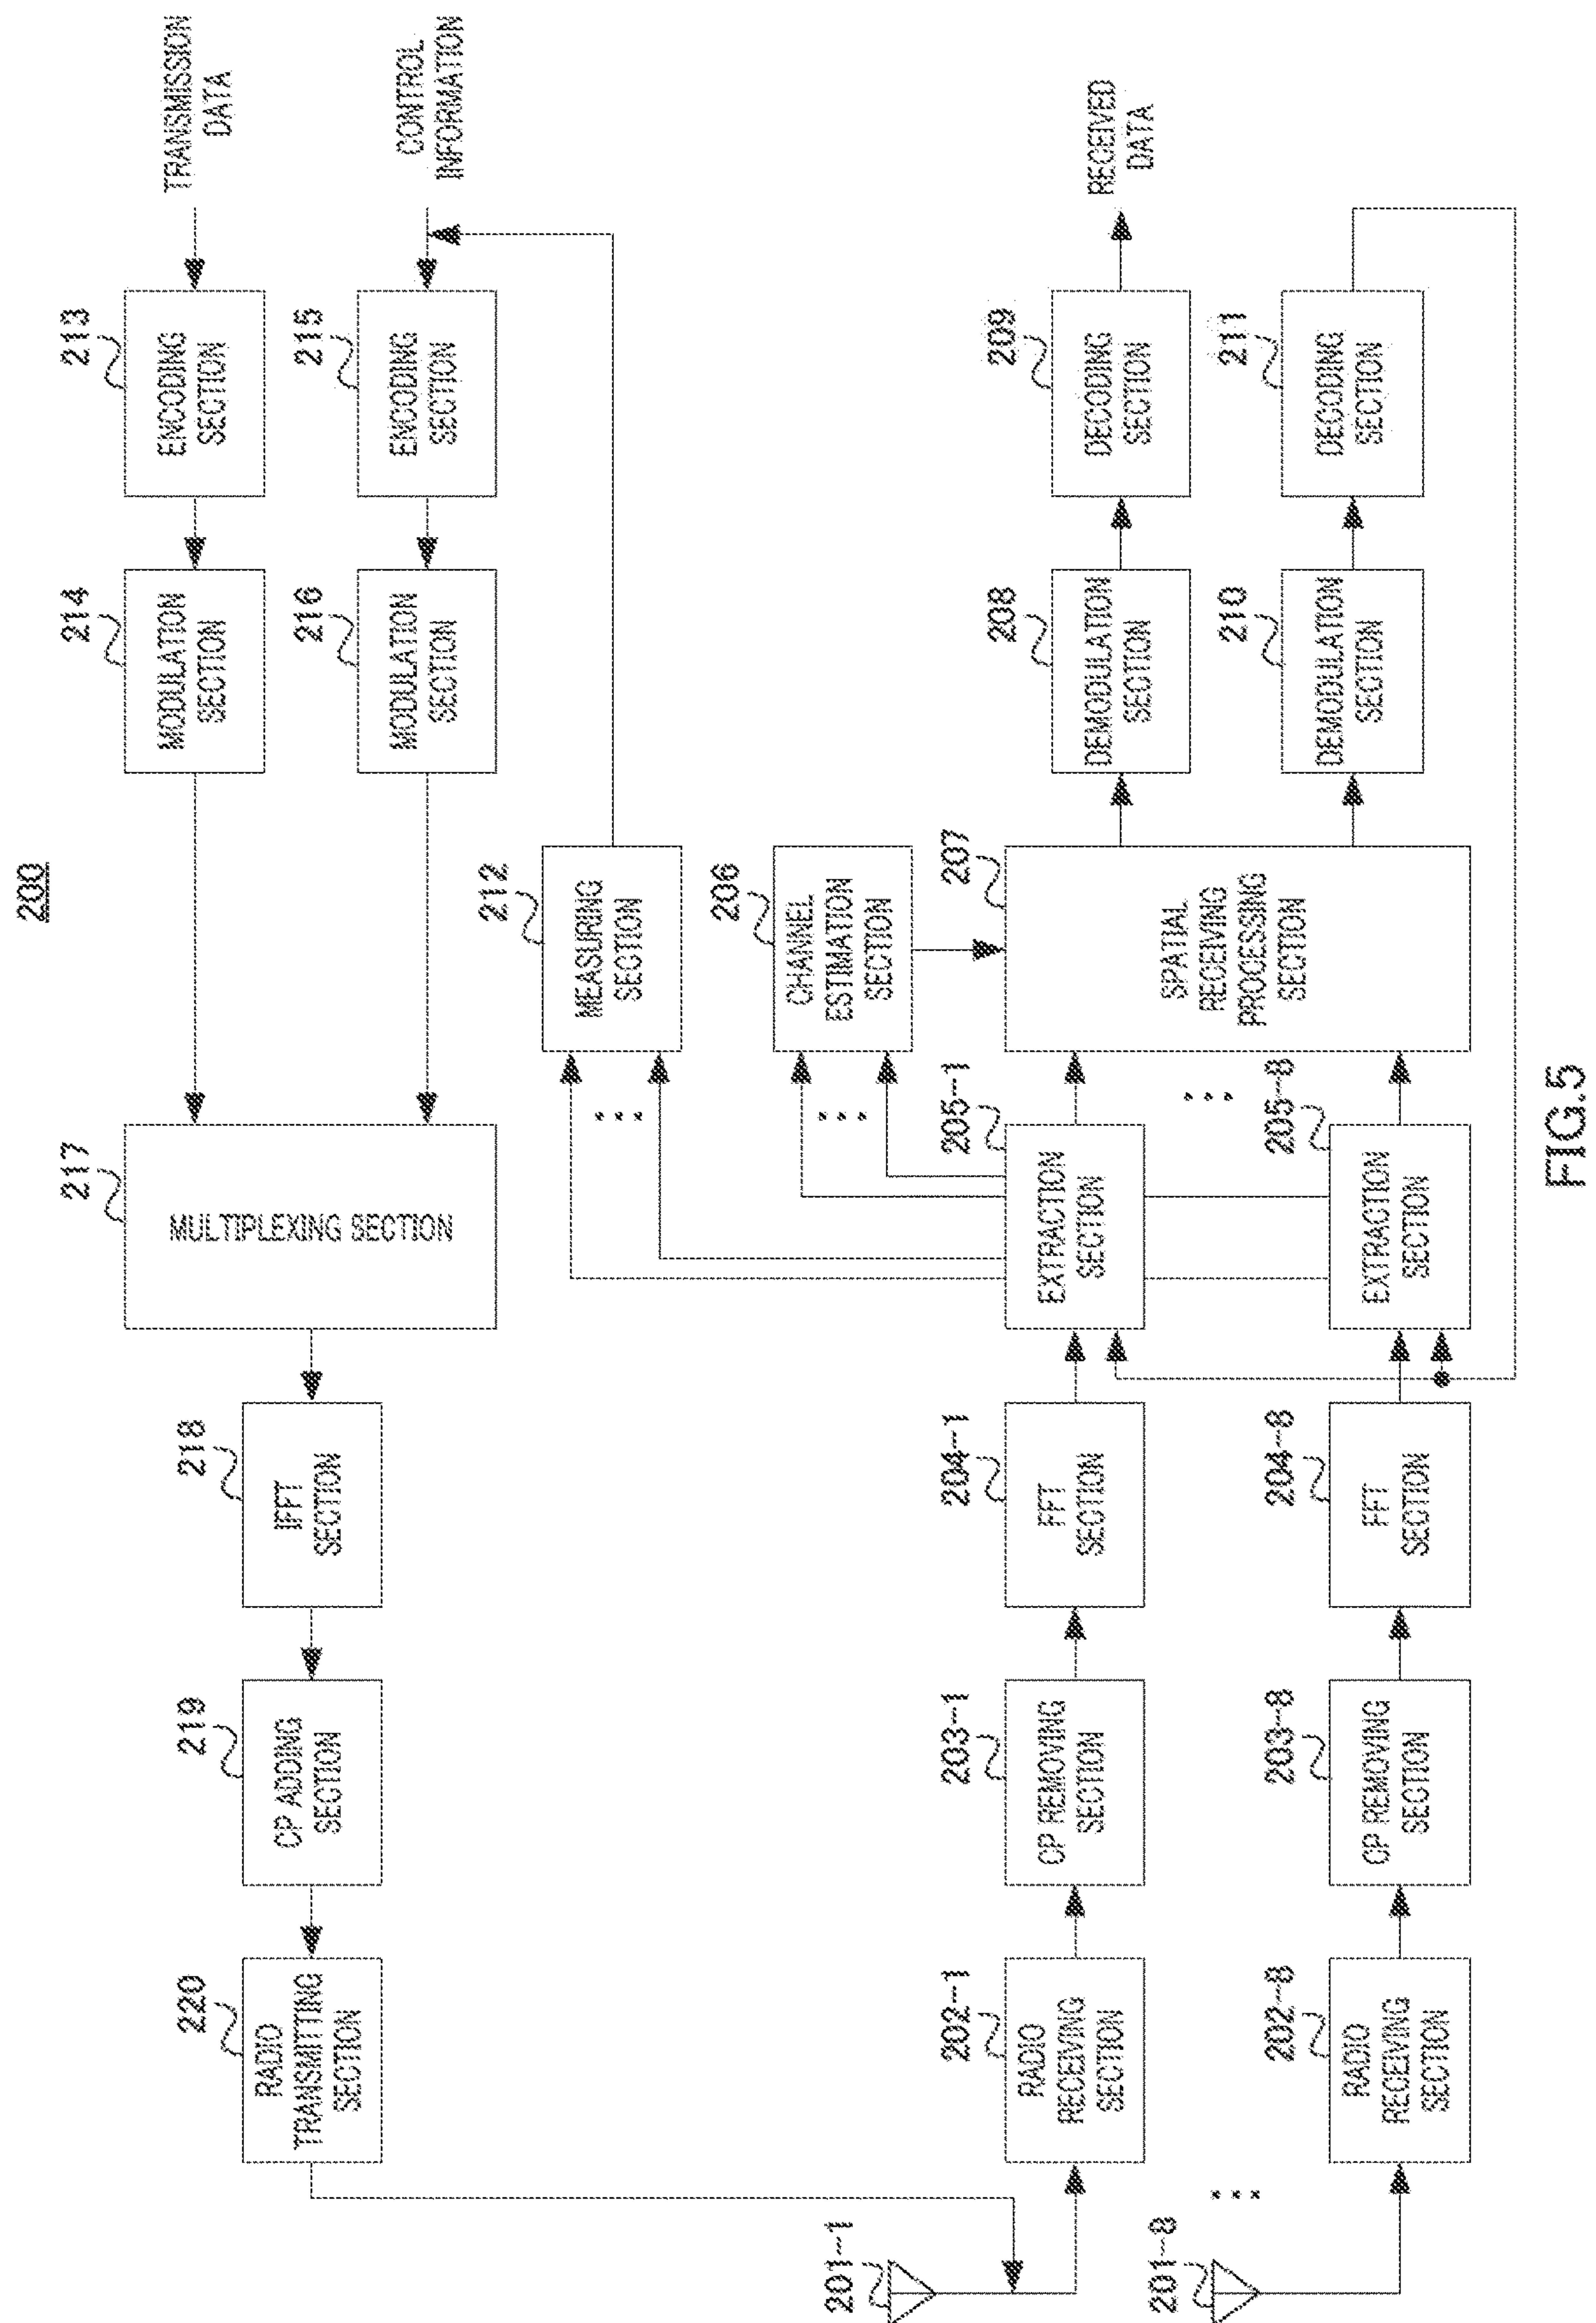 200
TRANSMISSION
DATA
213
ENCODING
SECTION
214
MODULATION
SECTION
CONTROL
INFORMATION
215
ENCODING
SECTION
216
MODULATION
SECTION
217
MULTIPLEXING SECTION
218
IFFT
SECTION
219
CP ADDING
SECTION
220
RADIO
TRANSMITTING
SECTION
212
MEASURING
SECTION
206
CHANNEL
ESTIMATION
SECTION
201-1
202-1
RADIO
RECEIVING
SECTION
203-1
CP REMOVING
SECTION
204-1
FFT
SECTION
205-1
EXTRACTION
SECTION
207
SPATIAL
RECEIVING
PROCESSING
SECTION
208
DEMODULATION
SECTION
209
DECODING
SECTION
RECEIVED
DATA
201-8
202-8
RADIO
RECEIVING
SECTION
203-8
CP REMOVING
SECTION
204-8
FFT
SECTION
205-8
EXTRACTION
SECTION
210
DEMODULATION
SECTION
211
DECODING
SECTION
FIG.5